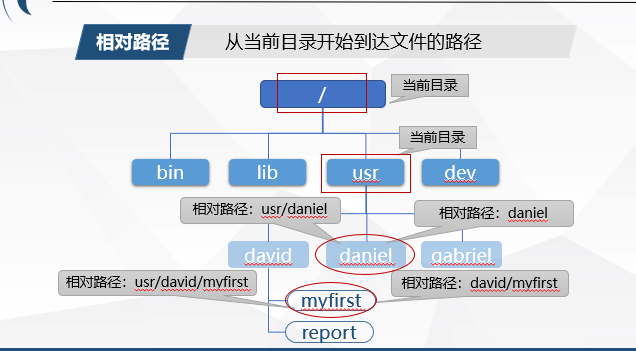 相对路径
从当前目录开始到达文件的路径
当前目录
/
当前目录
bin
lib
usr
dev
相对路径：usr/daniel
相对路径：daniel
david
daniel
gabriel
相对路径：usr/david/myfirst
相对路径：david/myfirst
myfirst
report